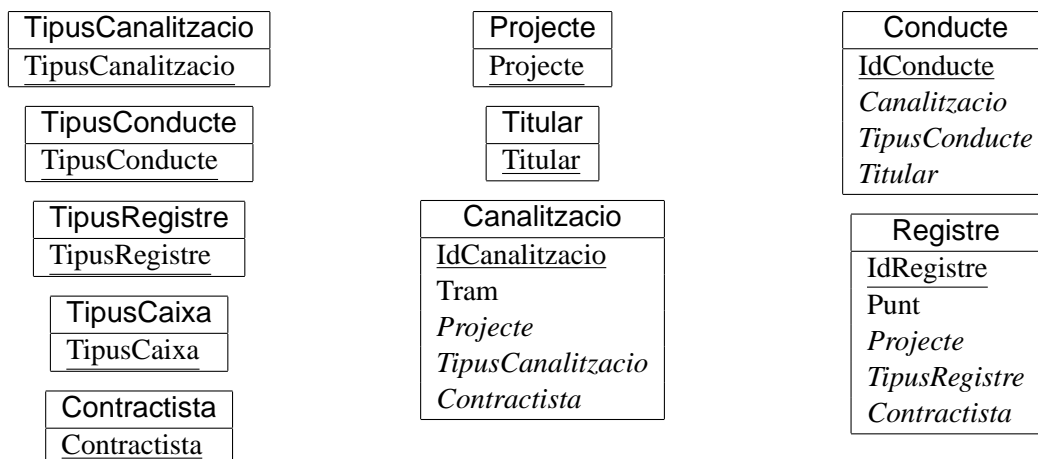 TipusCanalitzacio
TipusCanalitzacio
TipusConducte
TipusConducte
TipusRegistre
TipusRegistre
TipusCaixa
TipusCaixa
Contractista
Contractista
Projecte
Projecte
Titular
Titular
Canalitzacio
IdCanalitzacio
Tram
Projecte
TipusCanalitzacio
Contractista
Conducte
IdConducte
Canalitzacio
TipusConducte
Titular
Registre
IdRegistre
Punt
Projecte
TipusRegistre
Contractista